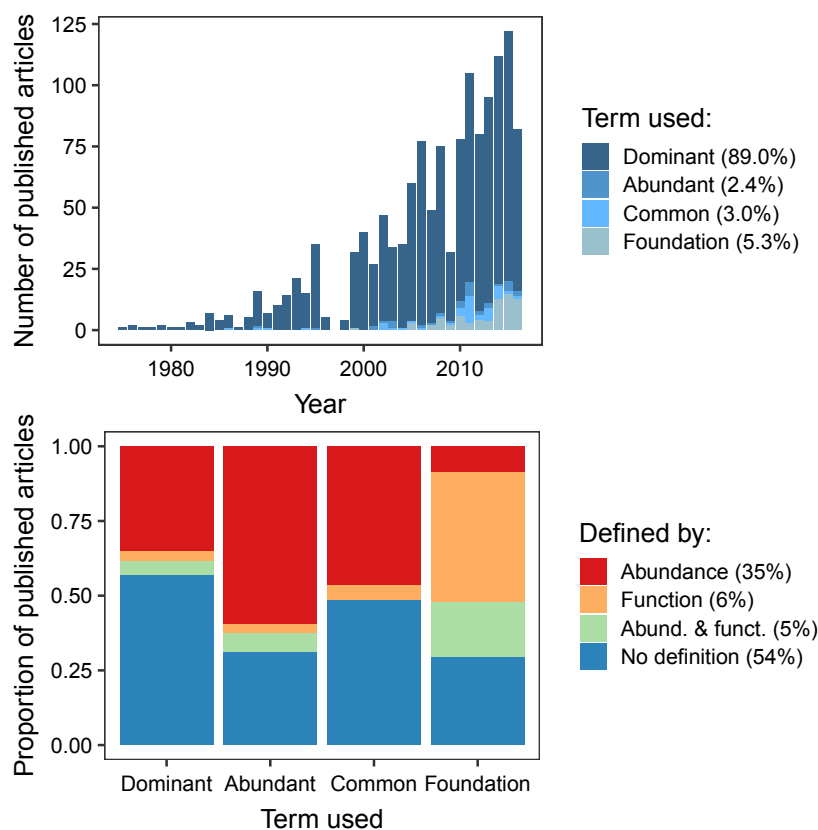 Number of published articles
125
100
75
50
25
0
1980 1990 2000 2010
Year
Term used:
Dominant (89.0%)
Abundant (2.4%)
Common (3.0%)
Foundation (5.3%)
Proportion of published articles
1.00
0.75
0.50
0.25
0.00
Dominant Abundant Common Foundation
Term used
Defined by:
Abundance (35%)
Function (6%)
Abund. & funct. (5%)
No definition (54%)